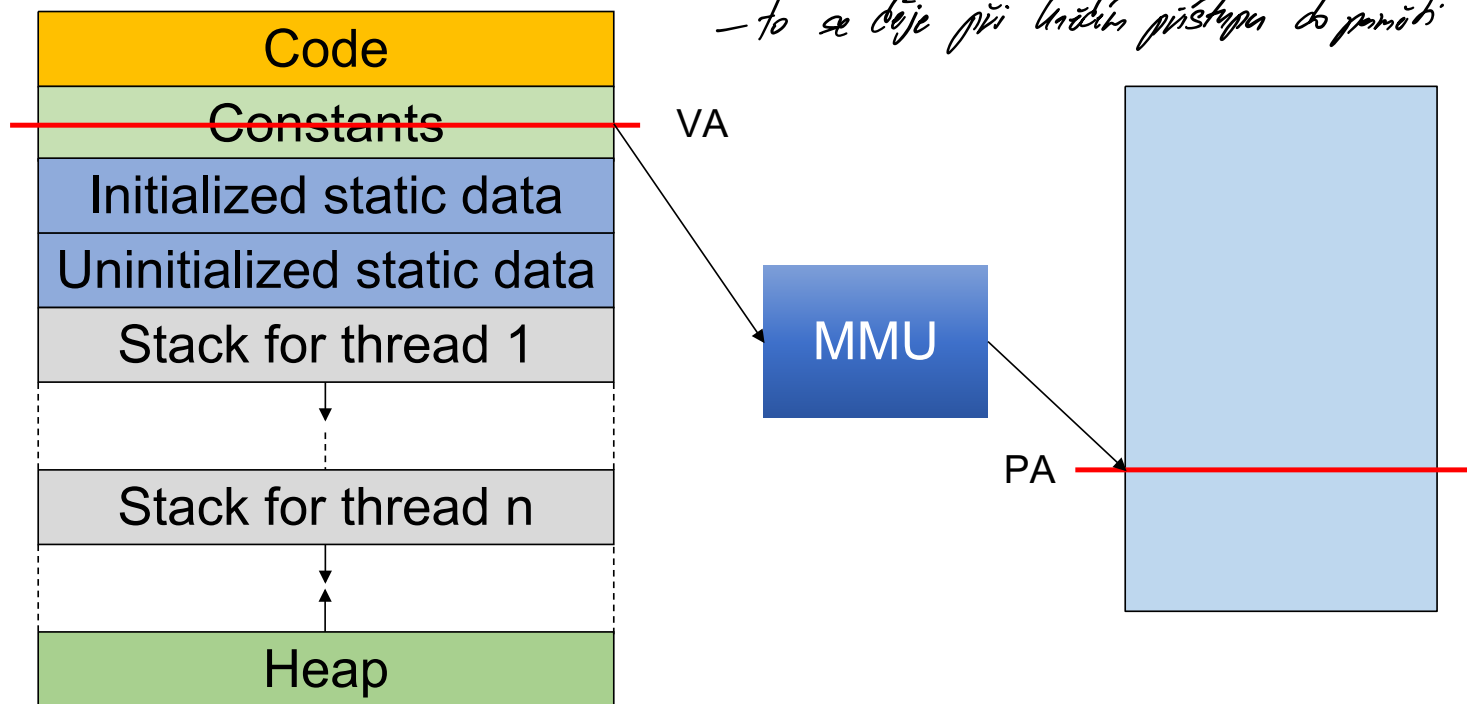 – to se děje při každém přístupu do paměti
Code
Constants
VA
Initialized static data
Uninitialized static data
Stack for thread 1
MMU
PA
Stack for thread n
Heap